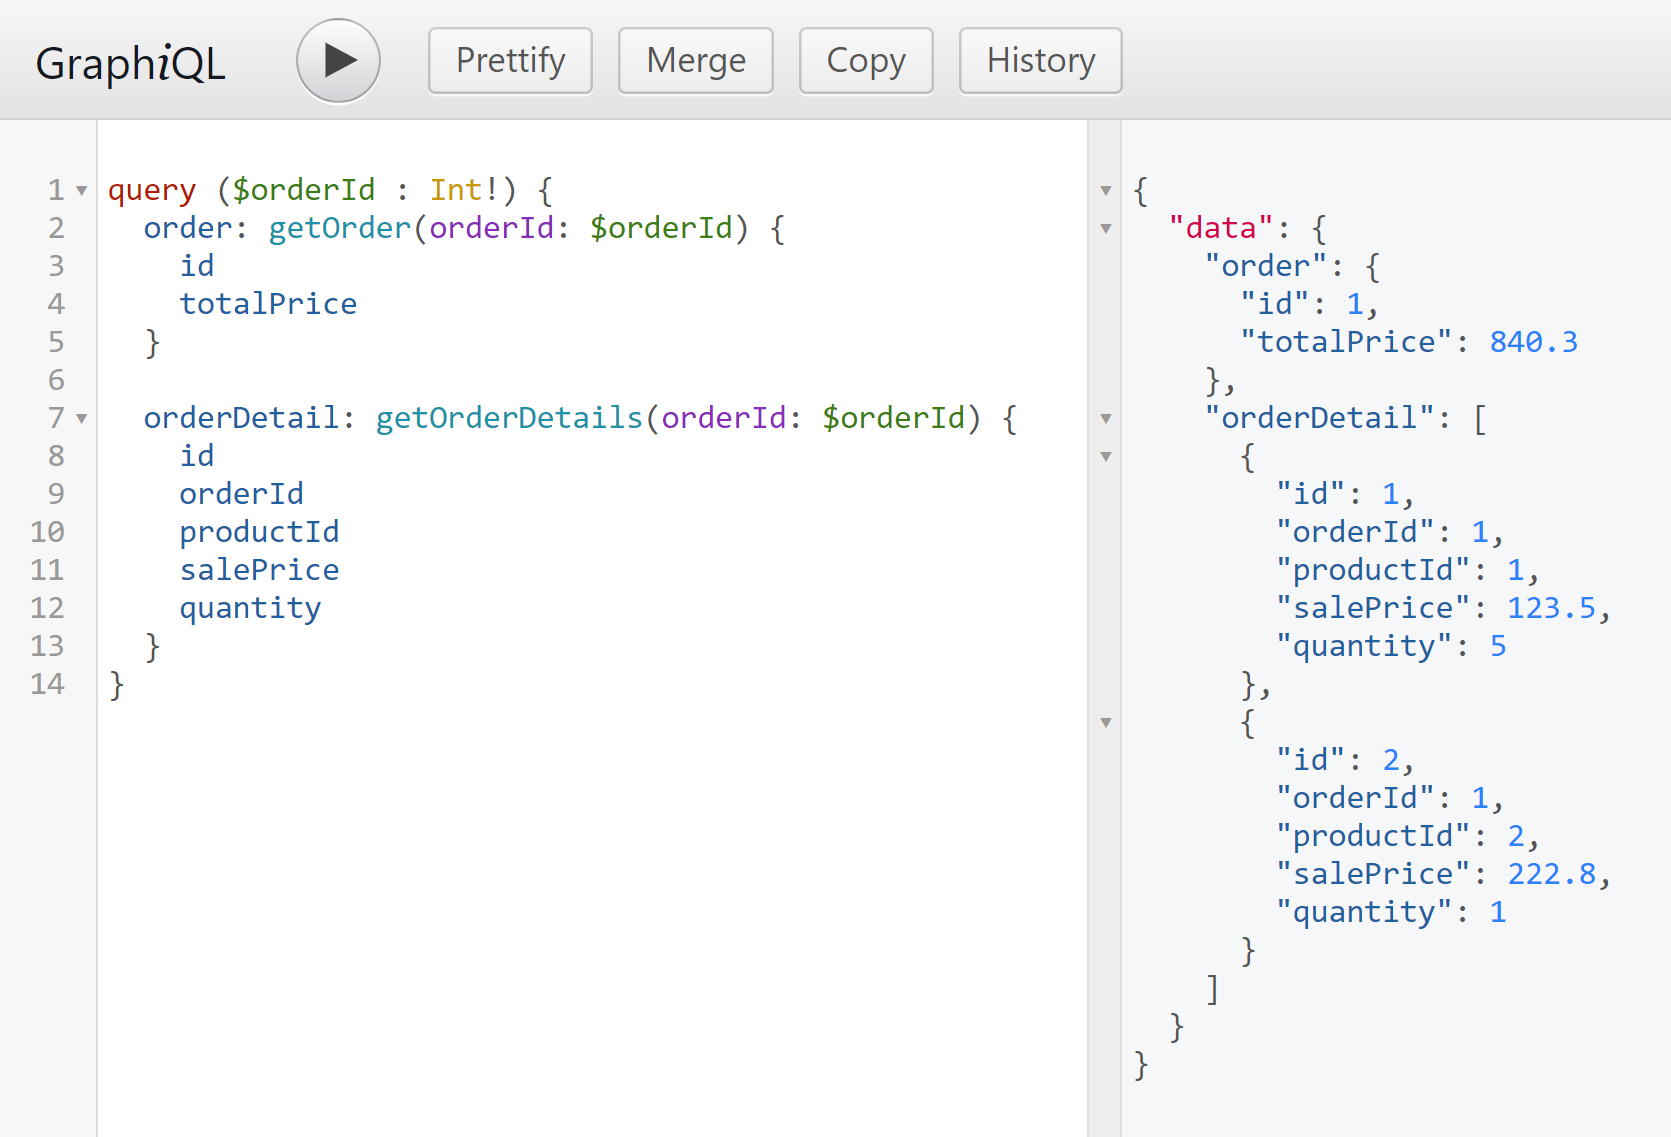 GraphiQL Prettify Merge Copy History
1 query ($orderId : Int!) {
2 order: getOrder(orderId: $orderId) {
3 id
4 totalPrice
5 }
6
7 orderDetail: getOrderDetails(orderId: $orderId) {
8 id
9 orderId
10 productId
11 salePrice
12 quantity
13 }
14 }
{
"data": {
"order": {
"id": 1,
"totalPrice": 840.3
},
"orderDetail": [
{
"id": 1,
"orderId": 1,
"productId": 1,
"salePrice": 123.5,
"quantity": 5
},
{
"id": 2,
"orderId": 1,
"productId": 2,
"salePrice": 222.8,
"quantity": 1
}
]
}
}